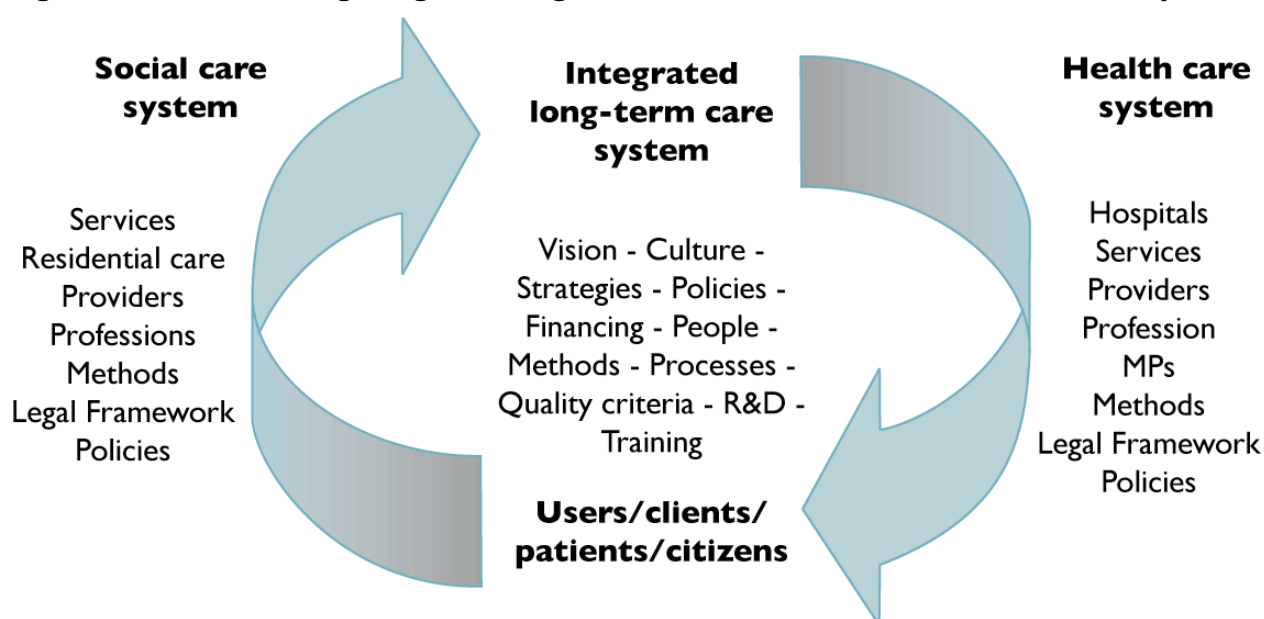 Social care
system
Services
Residential care
Providers
Professions
Methods
Legal Framework
Policies
Integrated
long-term care
system
Vision - Culture -
Strategies - Policies -
Financing - People -
Methods - Processes -
Quality criteria - R&D -
Training
Users/clients/
patients/citizens
Health care
system
Hospitals
Services
Providers
Profession
MPs
Methods
Legal Framework
Policies